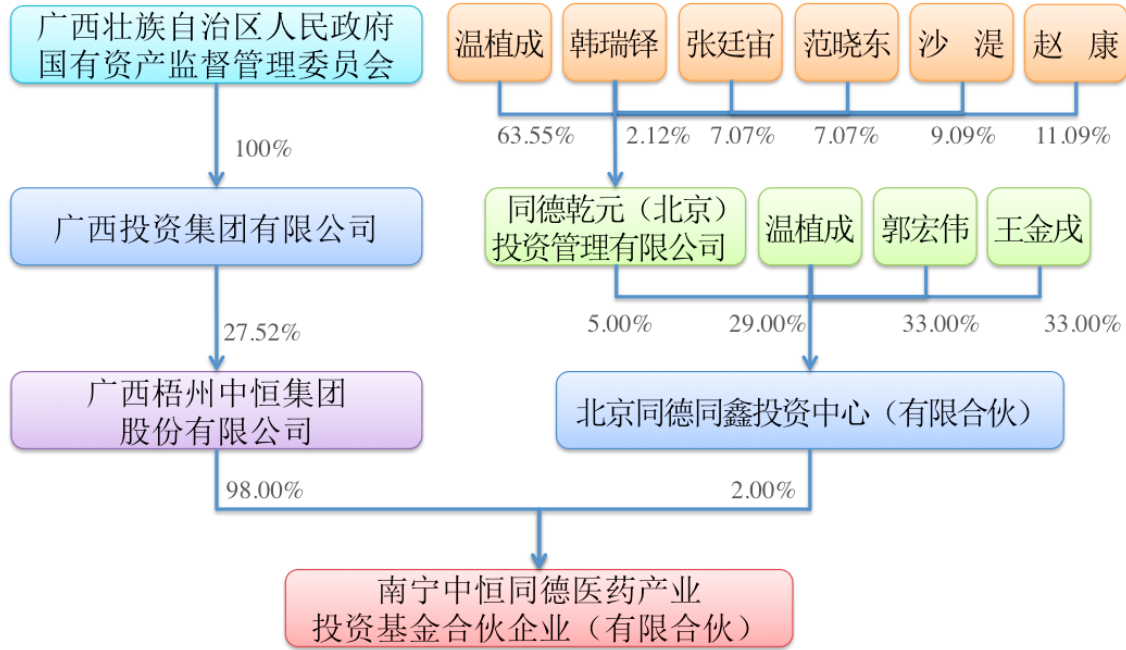 广西壮族自治区人民政府
国有资产监督管理委员会
温植成
韩瑞铎
张廷宙
范晓东
沙 湜
赵 康
63.55%
2.12%
7.07%
7.07%
9.09%
11.09%
100%
广西投资集团有限公司
同德乾元（北京）
投资管理有限公司
温植成
郭宏伟
王金戌
27.52%
5.00%
29.00%
33.00%
33.00%
广西梧州中恒集团
股份有限公司
北京同德同鑫投资中心（有限合伙）
98.00%
2.00%
南宁中恒同德医药产业
投资基金合伙企业（有限合伙）